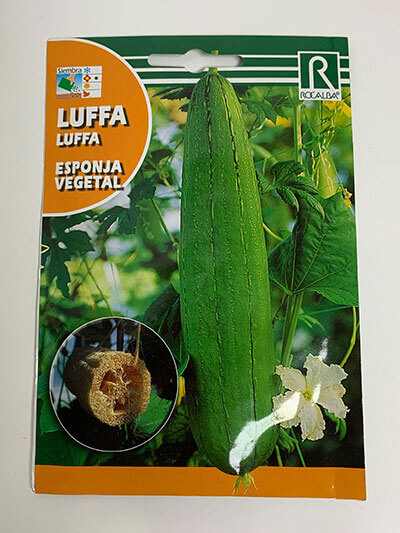 Siembra
LUFFA
LUFFA
ESPONJA
VEGETAL
R
ROCALBA®